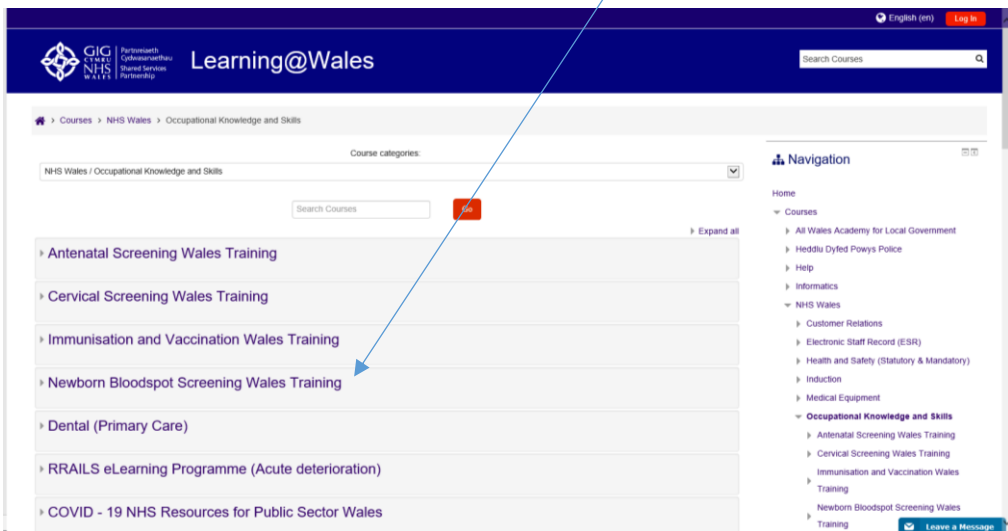 English (en)
Log in
GIG
CYMRU
NHS
WALES
Partneriaeth
Cydwasanaethau
Shared Services
Partnership
Learning@Wales
Search Courses
Courses > NHS Wales > Occupational Knowledge and Skills
Course categories:
NHS Wales / Occupational Knowledge and Skills
Search Courses
Go
Expand all
Antenatal Screening Wales Training
Cervical Screening Wales Training
Immunisation and Vaccination Wales Training
Newborn Bloodspot Screening Wales Training
Dental (Primary Care)
RRAILS eLearning Programme (Acute deterioration)
COVID - 19 NHS Resources for Public Sector Wales
Navigation
Home
Courses
All Wales Academy for Local Government
Heddlu Dyfed Powys Police
Help
Informatics
NHS Wales
Customer Relations
Electronic Staff Record (ESR)
Health and Safety (Statutory & Mandatory)
Induction
Medical Equipment
Occupational Knowledge and Skills
Antenatal Screening Wales Training
Cervical Screening Wales Training
Immunisation and Vaccination Wales
Training
Newborn Bloodspot Screening Wales
Training
Leave a Message